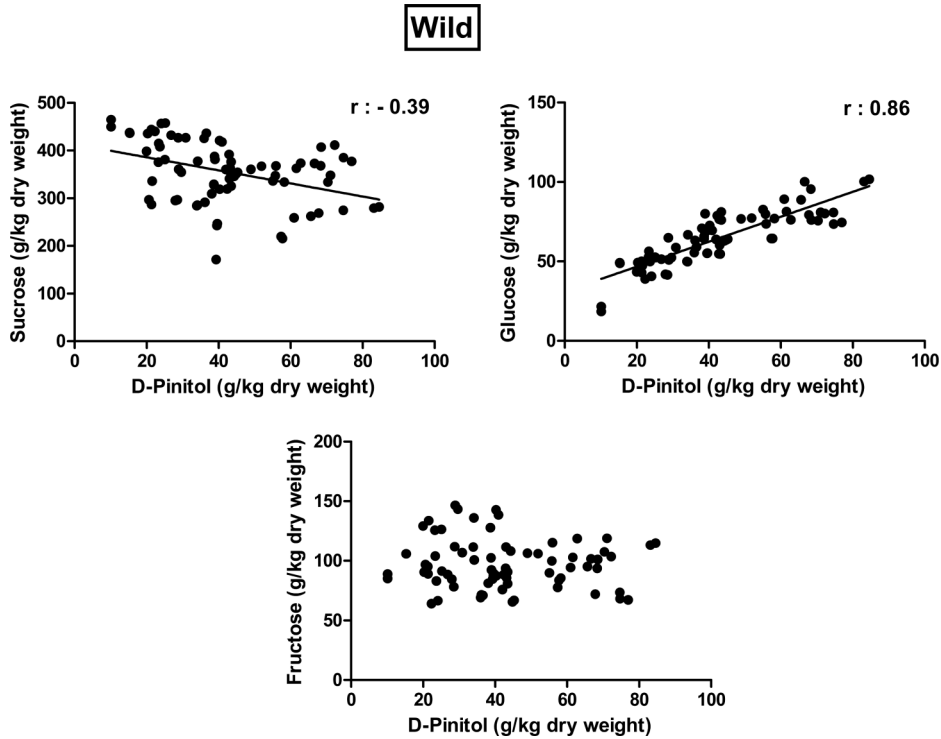 Wild
r : - 0.39
500
400
300
200
100
0
Sucrose (g/kg dry weight)
0 20 40 60 80 100
D-Pinitol (g/kg dry weight)
r : 0.86
150
100
50
0
Glucose (g/kg dry weight)
0 20 40 60 80 100
D-Pinitol (g/kg dry weight)
200
150
100
50
0
Fructose (g/kg dry weight)
0 20 40 60 80 100
D-Pinitol (g/kg dry weight)